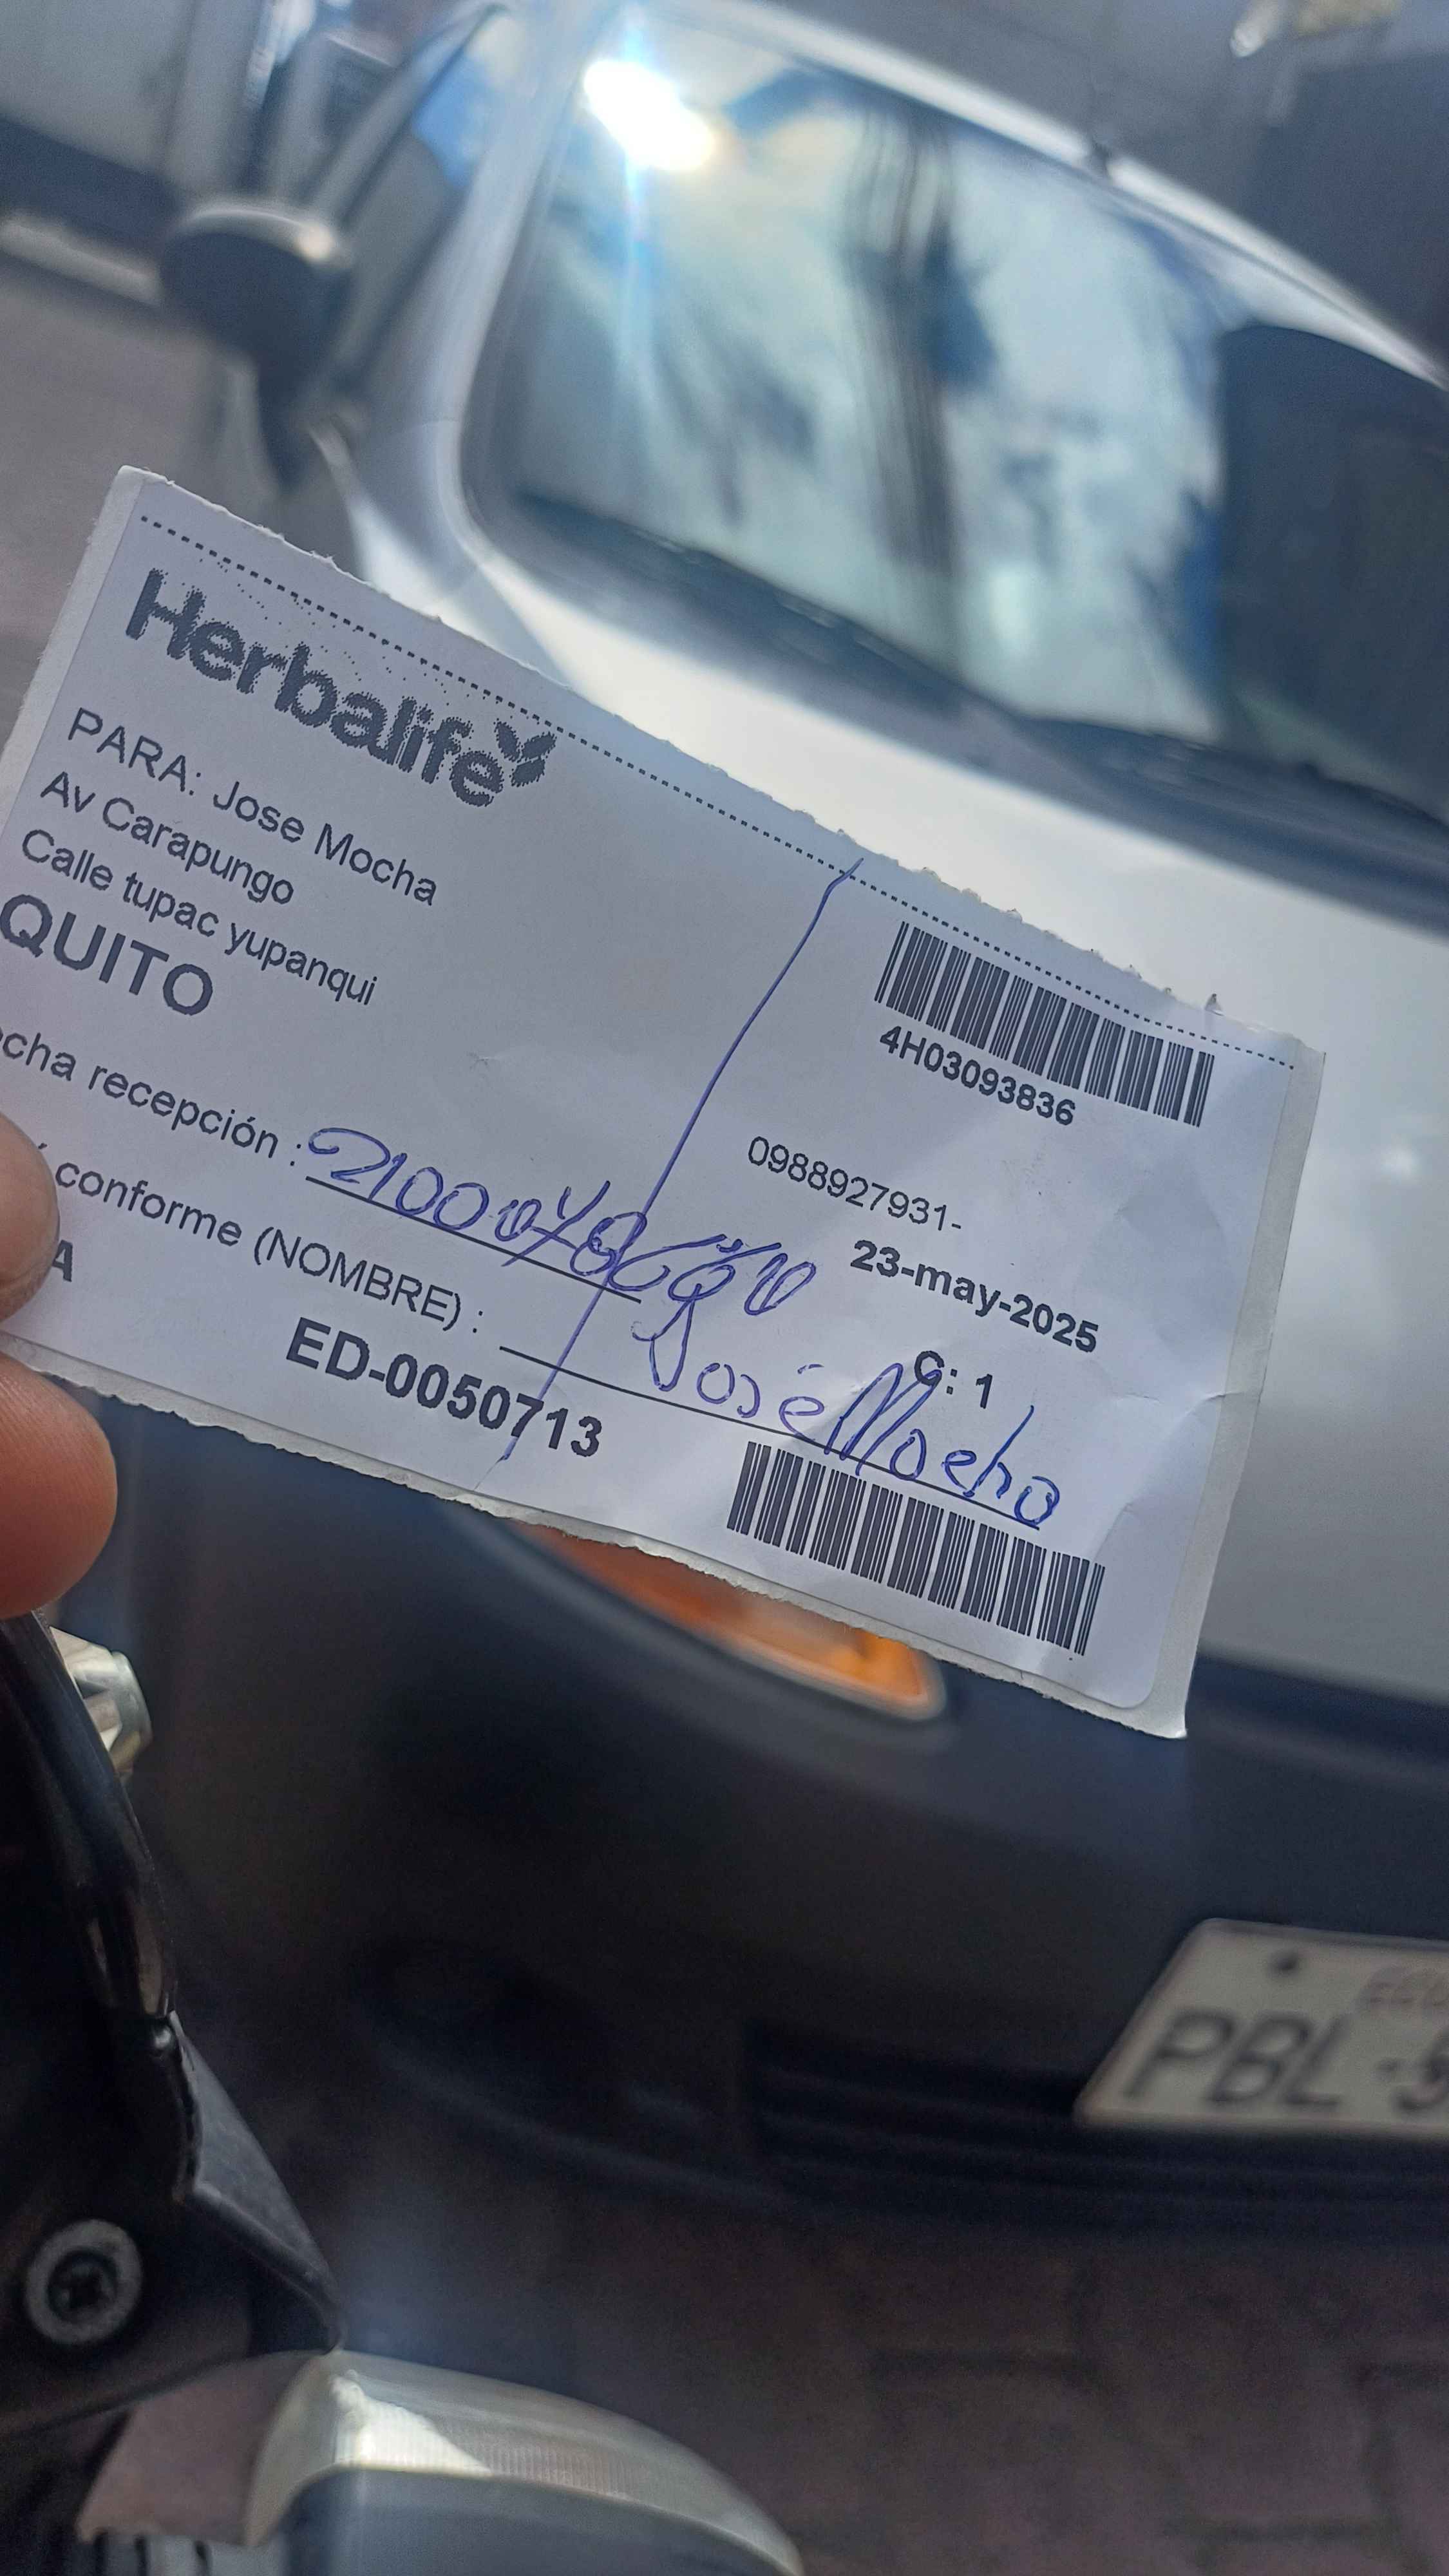 Herbalife
PARA: Jose Mocha
Av Carapungo
Calle tupac yupanqui
QUITO
4H03093836
0988927931-
23-may-2025
C: 1
cha recepción :
conforme (NOMBRE) : José Mocha
A
ED-0050713
PBL